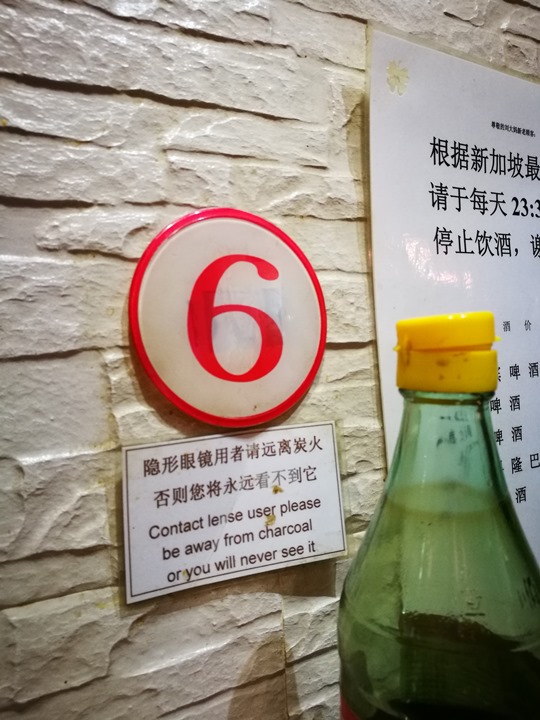 6
隐形眼镜用者请远离炭火
否则您将永远看不到它
Contact lense user please
be away from charcoal
or you will never see it
根据新加坡最
请于每天 23:3
停止饮酒，谢
酒 价
啤 酒
啤 酒
啤 酒
隆 巴
酒